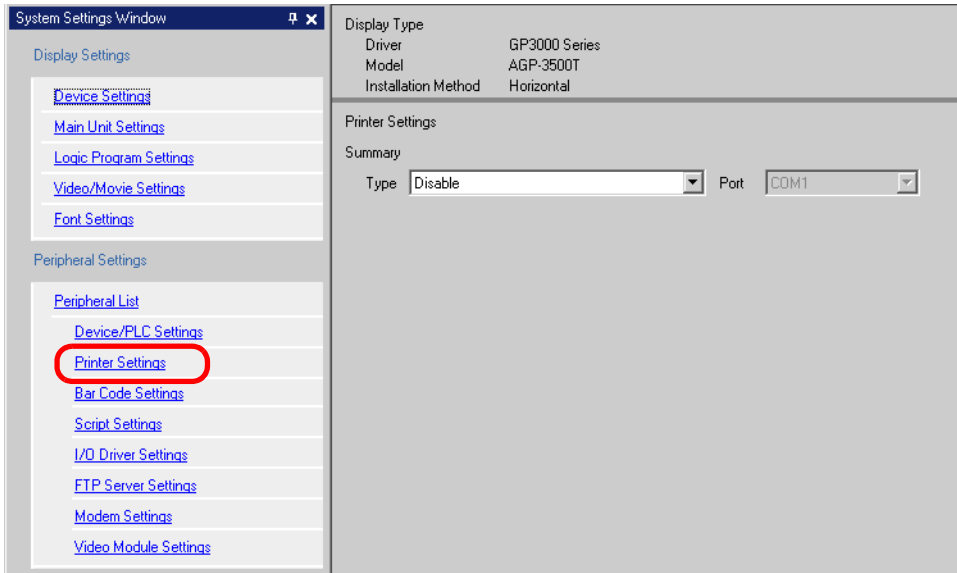 System Settings Window
Display Settings
Device Settings
Main Unit Settings
Logic Program Settings
Video/Movie Settings
Font Settings
Peripheral Settings
Peripheral List
Device/PLC Settings
Printer Settings
Bar Code Settings
Script Settings
I/O Driver Settings
FTP Server Settings
Modem Settings
Video Module Settings
Display Type
Driver GP3000 Series
Model AGP-3500T
Installation Method Horizontal
Printer Settings
Summary
Type Disable Port COM1